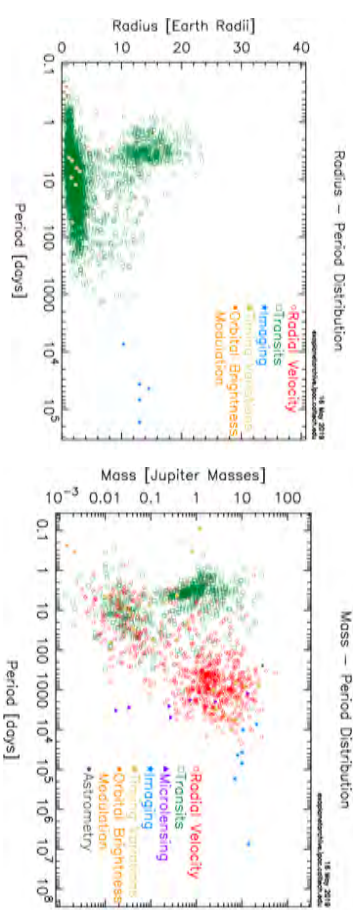 Radius – Period Distribution
16 May 2019
exoplanetarchive.ipac.caltech.edu
Radius [Earth Radii]
0
10
20
30
40
0.1
1
10
100
1000
10⁴
10⁵
Period [days]
Radial Velocity
Transits
Imaging
Timing Variations
Orbital Brightness
Modulation
Mass – Period Distribution
16 May 2019
exoplanetarchive.ipac.caltech.edu
Mass [Jupiter Masses]
10⁻³
0.01
0.1
1
10
100
0.1
1
10
100
1000
10⁴
10⁵
10⁶
10⁷
10⁸
Period [days]
Radial Velocity
Transits
Microlensing
Imaging
Timing Variations
Orbital Brightness
Modulation
Astrometry